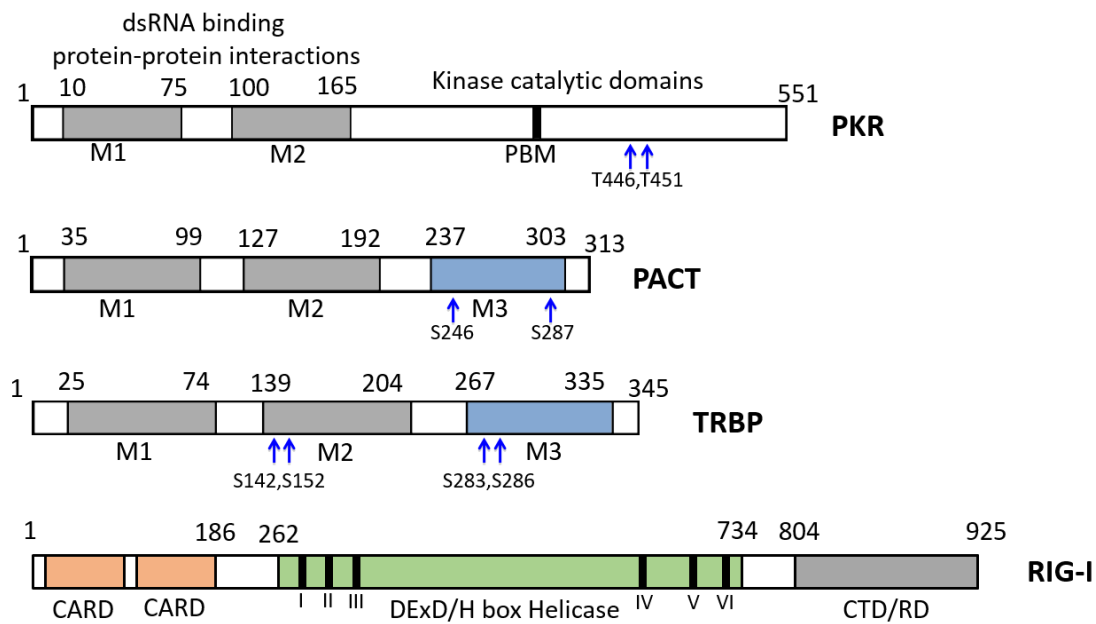 dsRNA binding
protein-protein interactions
Kinase catalytic domains
1 10 75 100 165 551
PKR
M1 M2 PBM
T446,T451
1 35 99 127 192 237 303 313
PACT
M1 M2 M3
S246 S287
1 25 74 139 204 267 335 345
TRBP
M1 M2 M3
S142,S152 S283,S286
1 186 262 734 804 925
RIG-I
I II III IV V VI
CARD CARD DExD/H box Helicase CTD/RD